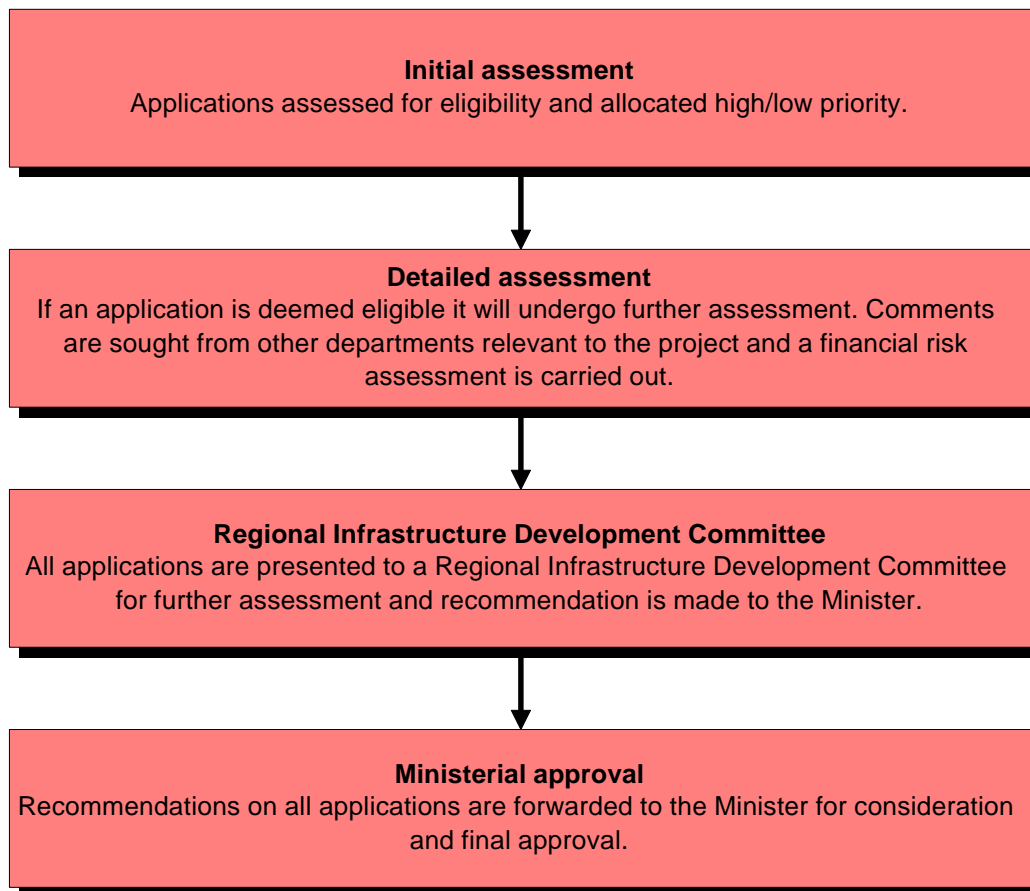 Initial assessment
Applications assessed for eligibility and allocated high/low priority.
Detailed assessment
If an application is deemed eligible it will undergo further assessment. Comments
are sought from other departments relevant to the project and a financial risk
assessment is carried out.
Regional Infrastructure Development Committee
All applications are presented to a Regional Infrastructure Development Committee
for further assessment and recommendation is made to the Minister.
Ministerial approval
Recommendations on all applications are forwarded to the Minister for consideration
and final approval.